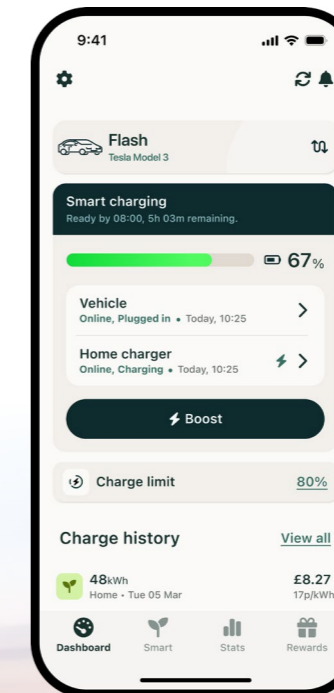 9:41
Flash
Tesla Model 3
Smart charging
Ready by 08:00, 5h 03m remaining.
67%
Vehicle
Online, Plugged in • Today, 10:25
Home charger
Online, Charging • Today, 10:25
Boost
Charge limit 80%
Charge history View all
48kWh £8.27
Home • Tue 05 Mar 17p/kWh
Dashboard Smart Stats Rewards